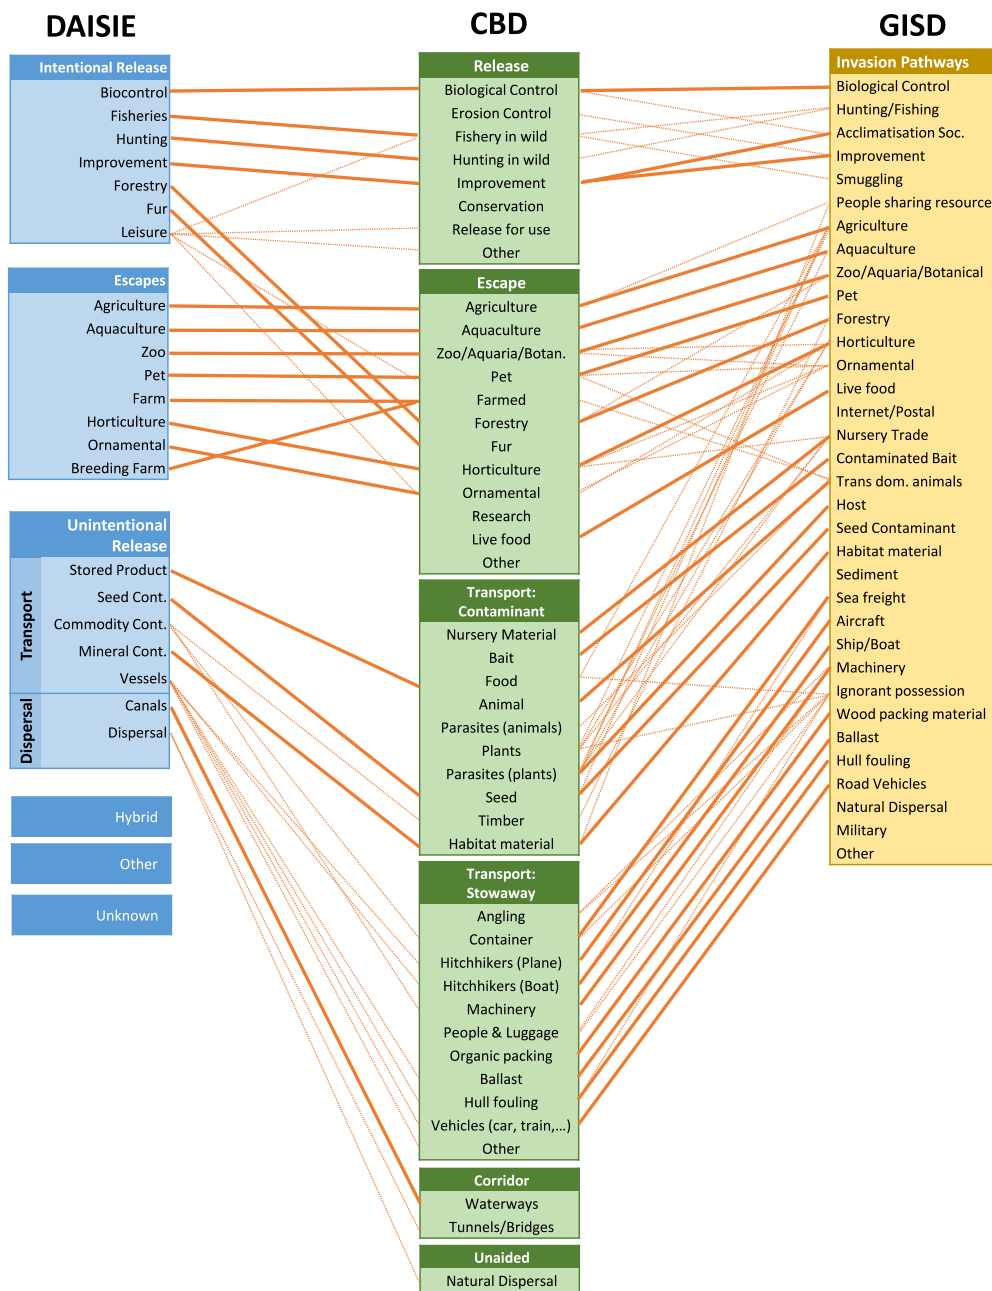 DAISIE
CBD
GISD
Intentional Release
Biocontrol
Fisheries
Hunting
Improvement
Forestry
Fur
Leisure
Escapes
Agriculture
Aquaculture
Zoo
Pet
Farm
Horticulture
Ornamental
Breeding Farm
Unintentional
Release
Transport
Stored Product
Seed Cont.
Commodity Cont.
Mineral Cont.
Vessels
Dispersal
Canals
Dispersal
Hybrid
Other
Unknown
Release
Biological Control
Erosion Control
Fishery in wild
Hunting in wild
Improvement
Conservation
Release for use
Other
Escape
Agriculture
Aquaculture
Zoo/Aquaria/Botan.
Pet
Farmed
Forestry
Fur
Horticulture
Ornamental
Research
Live food
Other
Transport:
Contaminant
Nursery Material
Bait
Food
Animal
Parasites (animals)
Plants
Parasites (plants)
Seed
Timber
Habitat material
Transport:
Stowaway
Angling
Container
Hitchhikers (Plane)
Hitchhikers (Boat)
Machinery
People & Luggage
Organic packing
Ballast
Hull fouling
Vehicles (car, train,...)
Other
Corridor
Waterways
Tunnels/Bridges
Unaided
Natural Dispersal
Invasion Pathways
Biological Control
Hunting/Fishing
Acclimatisation Soc.
Improvement
Smuggling
People sharing resource
Agriculture
Aquaculture
Zoo/Aquaria/Botanical
Pet
Forestry
Horticulture
Ornamental
Live food
Internet/Postal
Nursery Trade
Contaminated Bait
Trans dom. animals
Host
Seed Contaminant
Habitat material
Sediment
Sea freight
Aircraft
Ship/Boat
Machinery
Ignorant possession
Wood packing material
Ballast
Hull fouling
Road Vehicles
Natural Dispersal
Military
Other